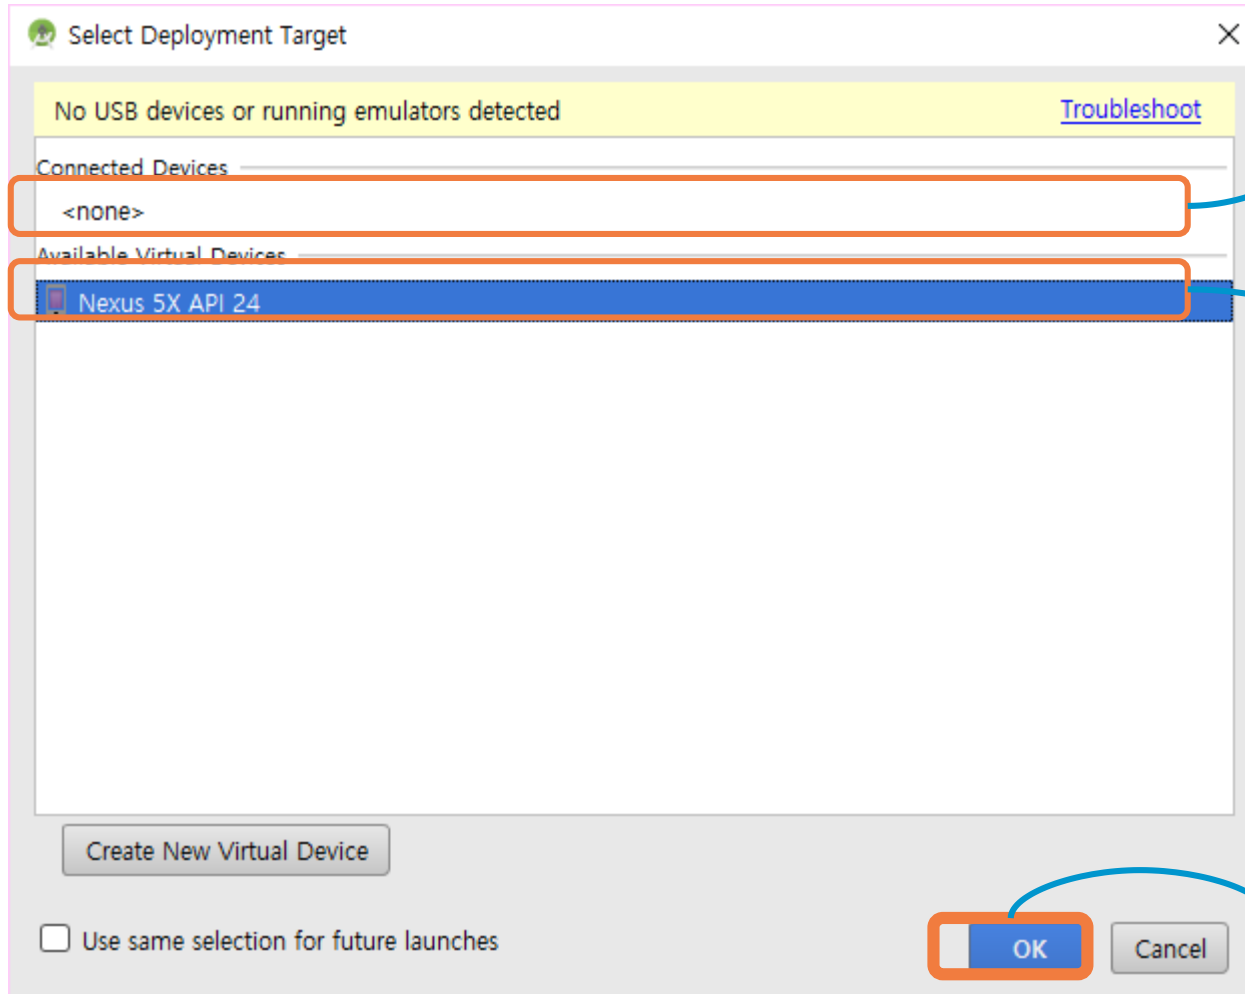 Select Deployment Target
No USB devices or running emulators detected Troubleshoot
Connected Devices
<none>
Available Virtual Devices
Nexus 5X API 24
Create New Virtual Device
Use same selection for future launches
OK Cancel